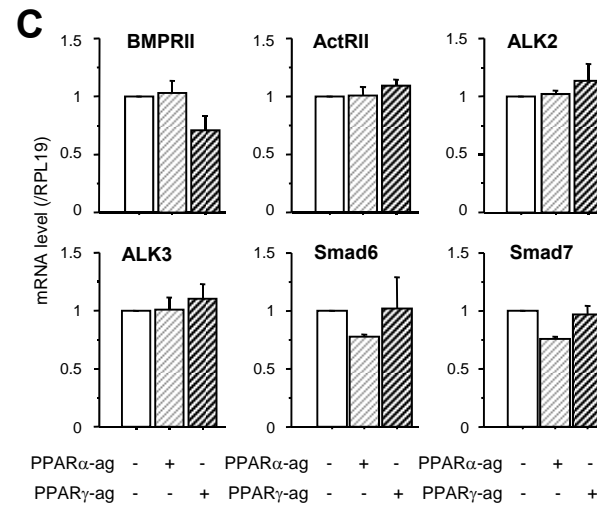 C
BMPRII ActRII ALK2
1.5 1.5 1.5
1 1 1
0.5 0.5 0.5
0 0 0
mRNA level (/RPL19)
ALK3 Smad6 Smad7
1.5 1.5 1.5
1 1 1
0.5 0.5 0.5
0 0 0
PPARα-ag - + - PPARα-ag - + - PPARα-ag - + -
PPARγ-ag - - + PPARγ-ag - - + PPARγ-ag - - +